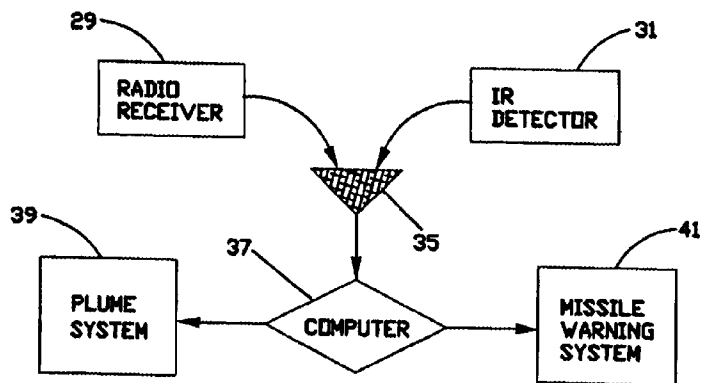 29
31
RADIO
RECEIVER
IR
DETECTOR
35
39
37
41
PLUME
SYSTEM
COMPUTER
MISSILE
WARNING
SYSTEM